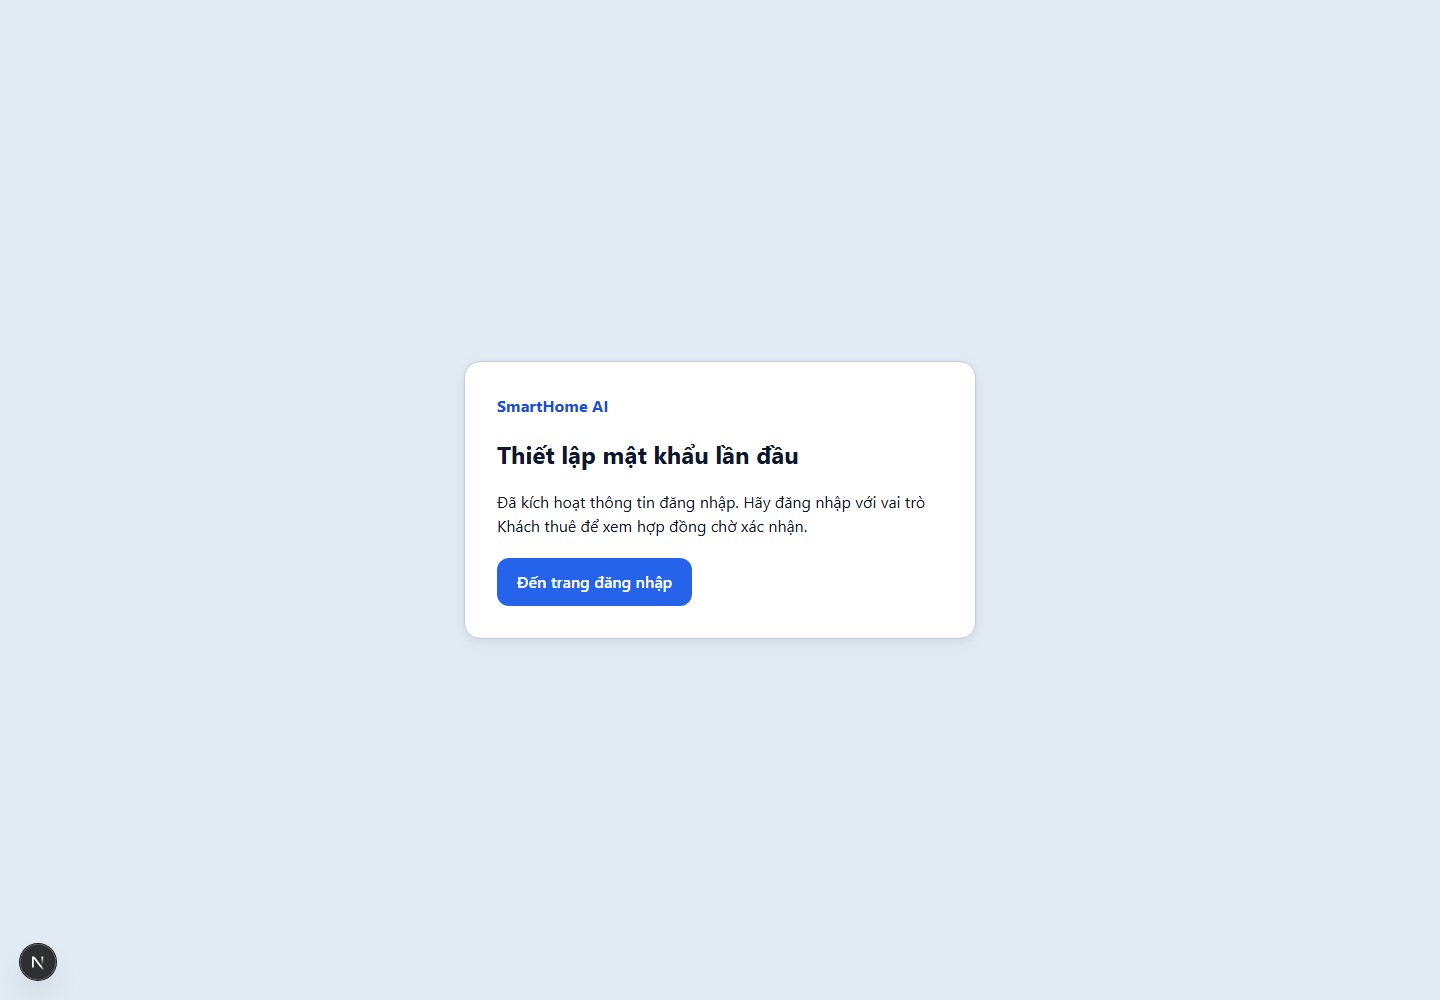 SmartHome AI
Thiết lập mật khẩu lần đầu
Đã kích hoạt thông tin đăng nhập. Hãy đăng nhập với vai trò
Khách thuê để xem hợp đồng chờ xác nhận.
Đến trang đăng nhập
N